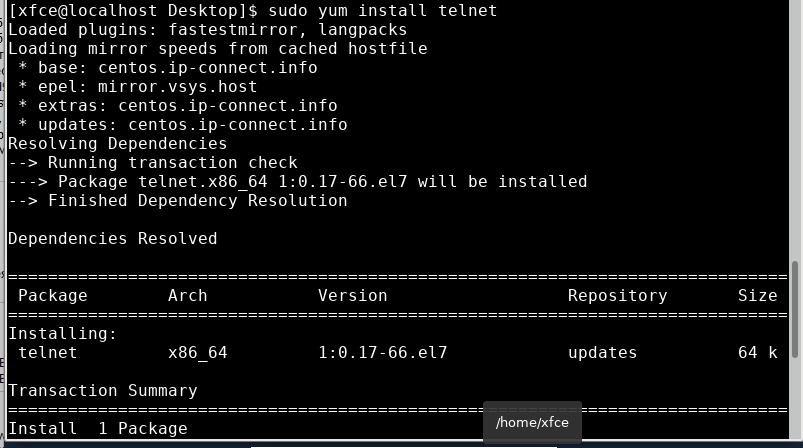 [xfce@localhost Desktop]$ sudo yum install telnet
Loaded plugins: fastestmirror, langpacks
Loading mirror speeds from cached hostfile
 * base: centos.ip-connect.info
 * epel: mirror.vsys.host
 * extras: centos.ip-connect.info
 * updates: centos.ip-connect.info
Resolving Dependencies
--> Running transaction check
---> Package telnet.x86_64 1:0.17-66.el7 will be installed
--> Finished Dependency Resolution

Dependencies Resolved

==============================================================================
 Package        Arch           Version                  Repository       Size
==============================================================================
Installing:
 telnet         x86_64         1:0.17-66.el7            updates          64 k

Transaction Summary
==============================================================================
Install  1 Package
/home/xfce